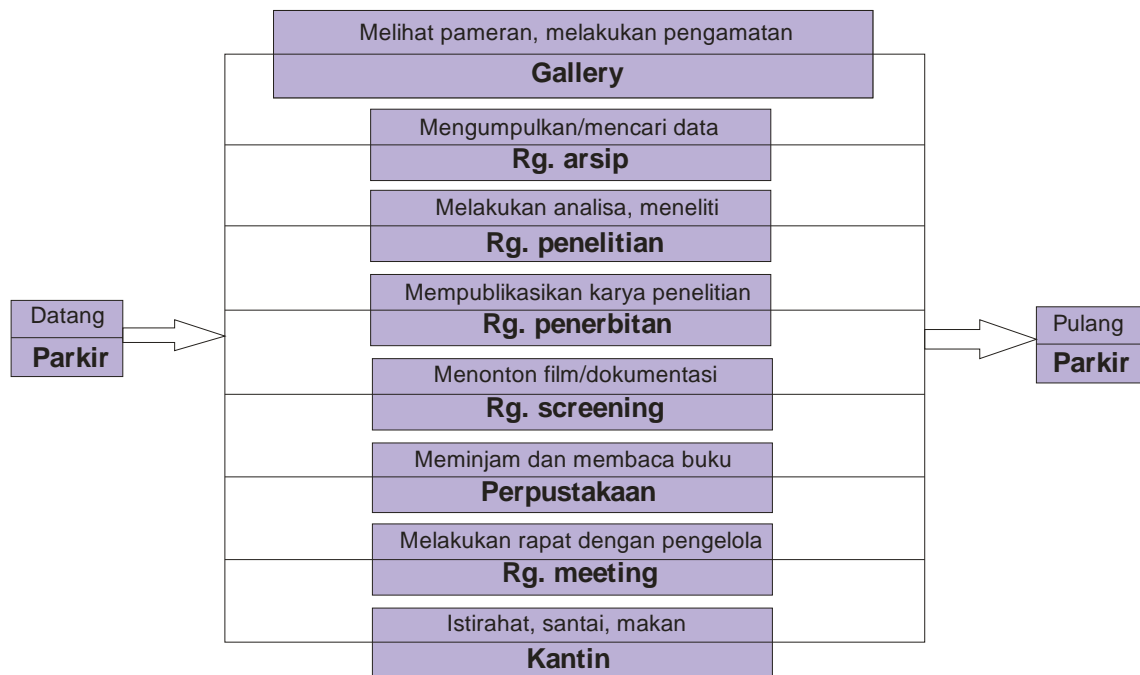 Melihat pameran, melakukan pengamatan
Gallery
Mengumpulkan/mencari data
Rg. arsip
Melakukan analisa, meneliti
Rg. penelitian
Datang
Parkir
Mempublikasikan karya penelitian
Rg. penerbitan
Pulang
Parkir
Menonton film/dokumentasi
Rg. screening
Meminjam dan membaca buku
Perpustakaan
Melakukan rapat dengan pengelola
Rg. meeting
Istirahat, santai, makan
Kantin